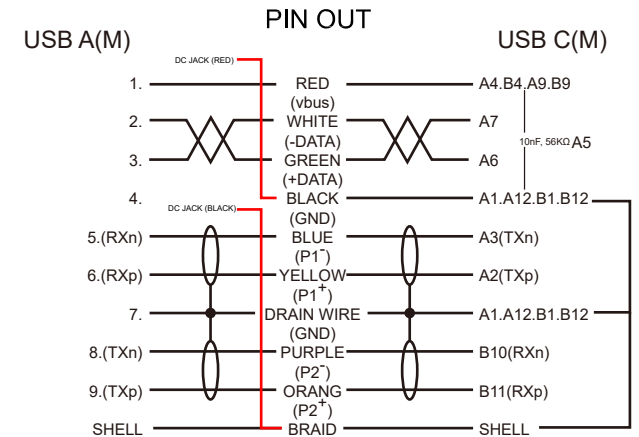 PIN OUT
USB A(M) USB C(M)
DC JACK (RED)
1. RED A4.B4.A9.B9
(vbus)
2. WHITE A7
(-DATA) 10nF, 56KΩ A5
3. GREEN A6
(+DATA)
4. BLACK A1.A12.B1.B12
DC JACK (BLACK)
(GND)
5.(RXn) BLUE A3(TXn)
(P1-)
6.(RXp) YELLOW A2(TXp)
(P1+)
7. DRAIN WIRE A1.A12.B1.B12
(GND)
8.(TXn) PURPLE B10(RXn)
(P2-)
9.(TXp) ORANG B11(RXp)
(P2+)
SHELL BRAID SHELL